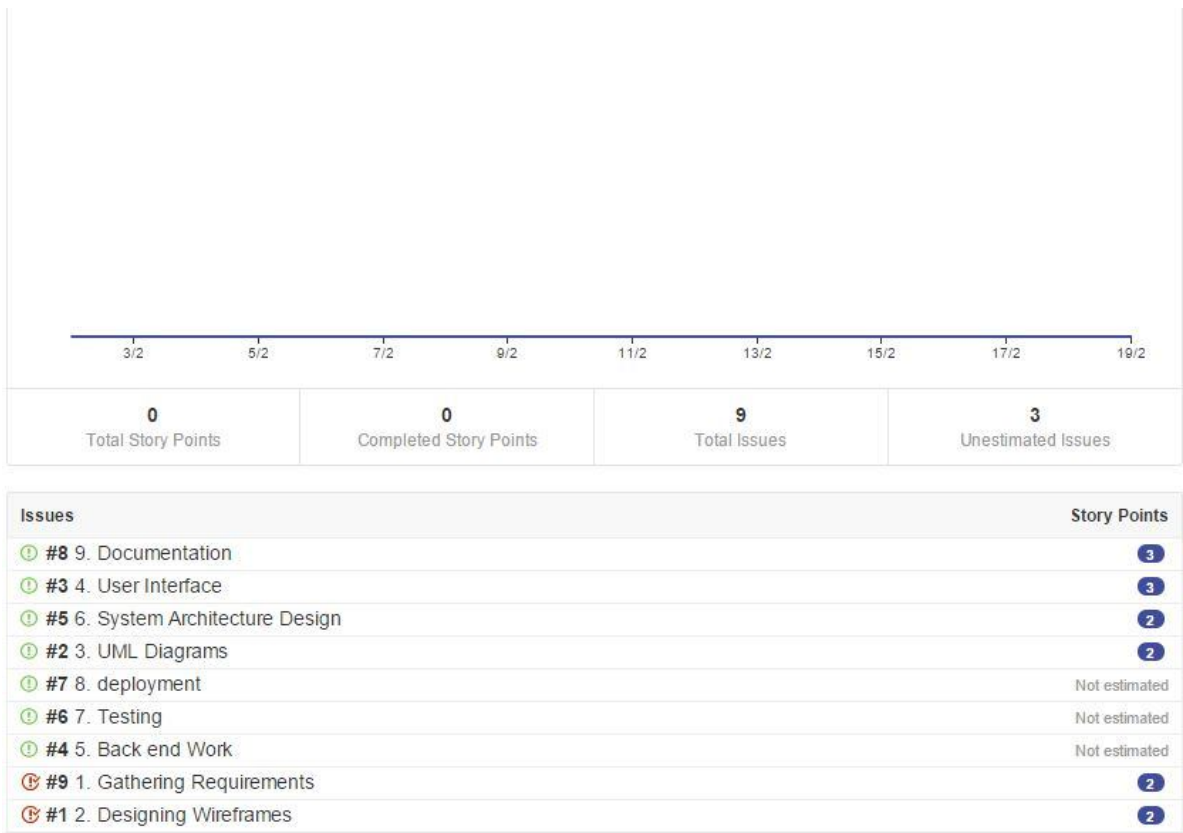 3/2 5/2 7/2 9/2 11/2 13/2 15/2 17/2 19/2
0 0 9 3
Total Story Points Completed Story Points Total Issues Unestimated Issues
Issues Story Points
#8 9. Documentation 3
#3 4. User Interface 3
#5 6. System Architecture Design 2
#2 3. UML Diagrams 2
#7 8. deployment Not estimated
#6 7. Testing Not estimated
#4 5. Back end Work Not estimated
#9 1. Gathering Requirements 2
#1 2. Designing Wireframes 2